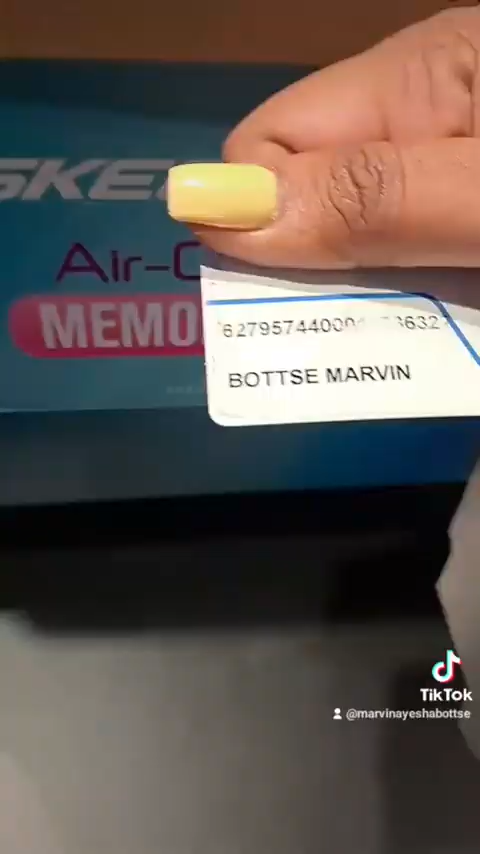 SKE
Air-C
MEMO
BOTTSE MARVIN
TikTok
@marvinayeshabottse